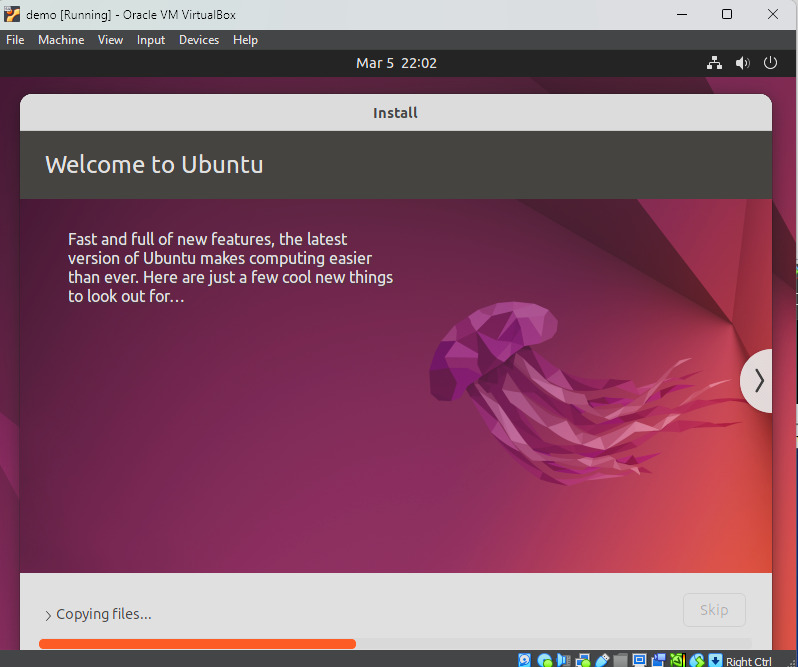 demo [Running] - Oracle VM VirtualBox
File Machine View Input Devices Help
Mar 5 22:02
Install
Welcome to Ubuntu
Fast and full of new features, the latest
version of Ubuntu makes computing easier
than ever. Here are just a few cool new things
to look out for...
Copying files...
Skip
Right Ctrl